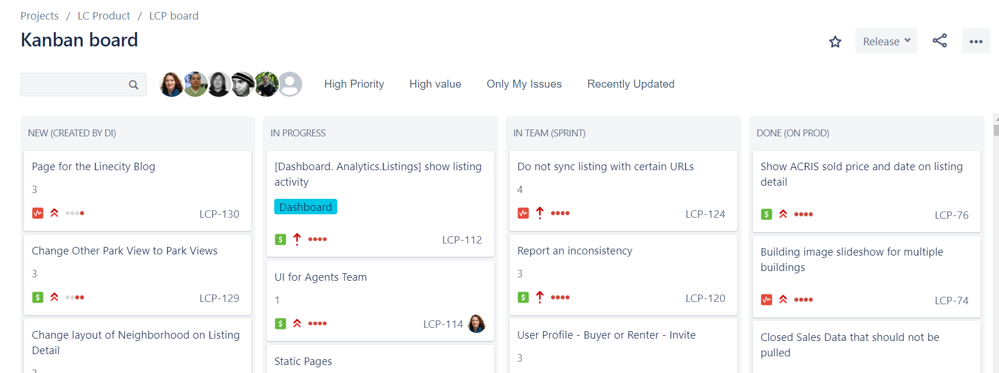 Projects / LC Product / LCP board
Kanban board
Release
High Priority
High value
Only My Issues
Recently Updated
NEW (CREATED BY DI)
Page for the Linecity Blog
3
LCP-130
Change Other Park View to Park Views
3
$
LCP-129
Change layout of Neighborhood on Listing
Detail
IN PROGRESS
[Dashboard. Analytics.Listings] show listing
activity
Dashboard
$
LCP-112
UI for Agents Team
1
$
LCP-114
Static Pages
IN TEAM (SPRINT)
Do not sync listing with certain URLs
4
LCP-124
Report an inconsistency
3
$
LCP-120
User Profile - Buyer or Renter - Invite
3
DONE (ON PROD)
Show ACRIS sold price and date on listing
detail
$
LCP-76
Building image slideshow for multiple
buildings
LCP-74
Closed Sales Data that should not be
pulled